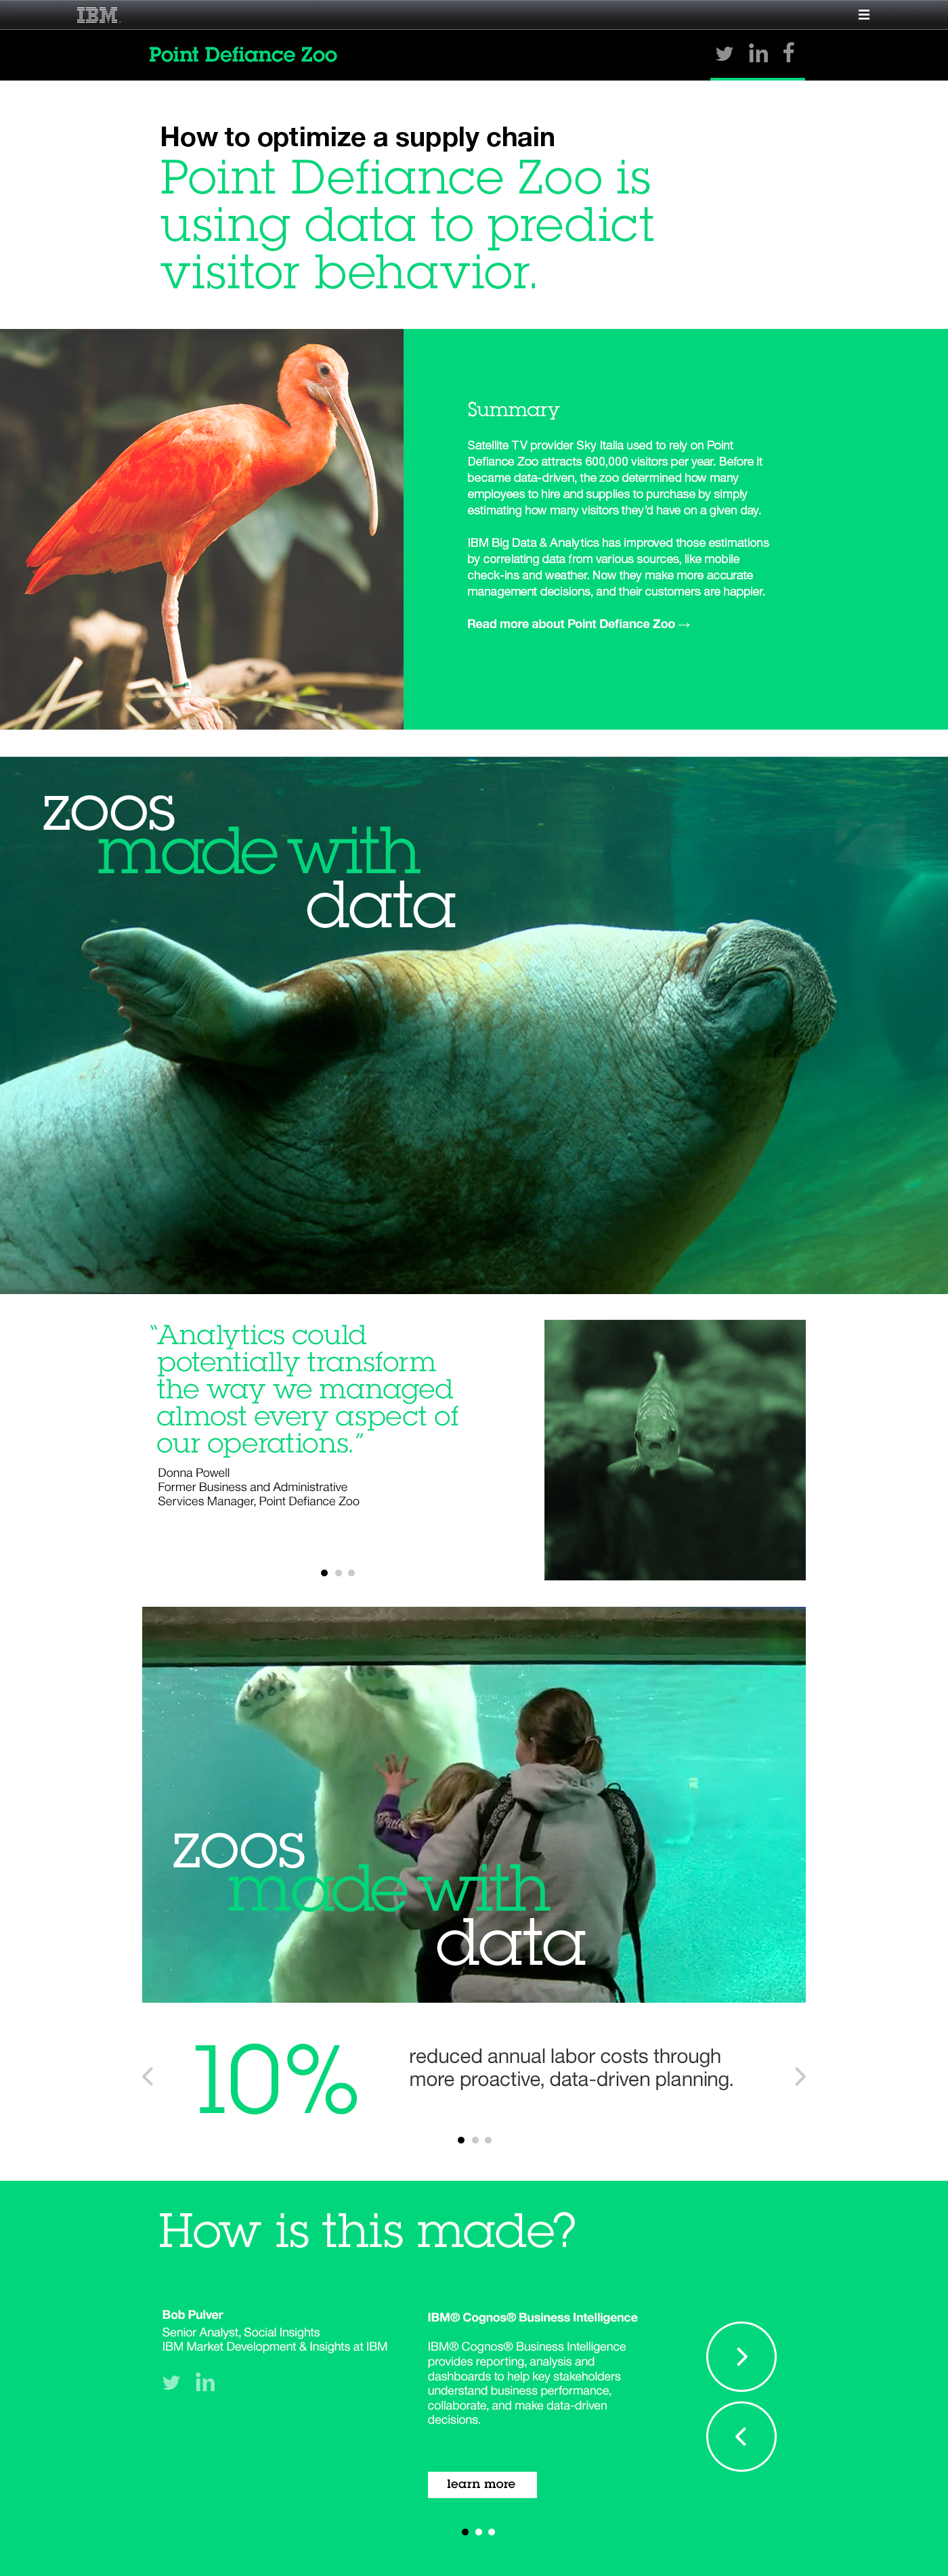 IBM
Point Defiance Zoo
How to optimize a supply chain
Point Defiance Zoo is
using data to predict
visitor behavior.
Summary
Satellite TV provider Sky Italia used to rely on Point
Defiance Zoo attracts 600,000 visitors per year. Before it
became data-driven, the zoo determined how many
employees to hire and supplies to purchase by simply
estimating how many visitors they'd have on a given day.
IBM Big Data & Analytics has improved those estimations
by correlating data from various sources, like mobile
check-ins and weather. Now they make more accurate
management decisions, and their customers are happier.
Read more about Point Defiance Zoo →
zoos
made with
data
“Analytics could
potentially transform
the way we managed
almost every aspect of
our operations.”
Donna Powell
Former Business and Administrative
Services Manager, Point Defiance Zoo
zoos
made with
data
10%
reduced annual labor costs through
more proactive, data-driven planning.
How is this made?
Bob Pulver
Senior Analyst, Social Insights
IBM Market Development & Insights at IBM
IBM® Cognos® Business Intelligence
IBM® Cognos® Business Intelligence
provides reporting, analysis and
dashboards to help key stakeholders
understand business performance,
collaborate, and make data-driven
decisions.
learn more